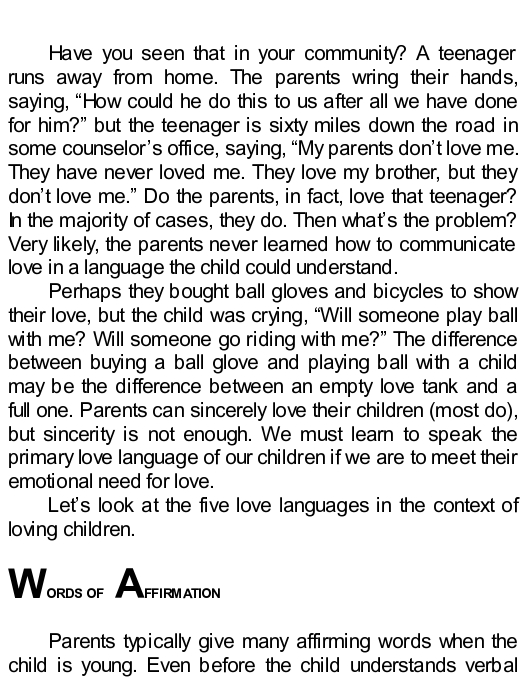 Have you seen that in your community? A teenager
runs away from home. The parents wring their hands,
saying, “How could he do this to us after all we have done
for him?” but the teenager is sixty miles down the road in
some counselor’s office, saying, “My parents don’t love me.
They have never loved me. They love my brother, but they
don’t love me.” Do the parents, in fact, love that teenager?
In the majority of cases, they do. Then what’s the problem?
Very likely, the parents never learned how to communicate
love in a language the child could understand.
Perhaps they bought ball gloves and bicycles to show
their love, but the child was crying, “Will someone play ball
with me? Will someone go riding with me?” The difference
between buying a ball glove and playing ball with a child
may be the difference between an empty love tank and a
full one. Parents can sincerely love their children (most do),
but sincerity is not enough. We must learn to speak the
primary love language of our children if we are to meet their
emotional need for love.
Let’s look at the five love languages in the context of
loving children.
WORDS OF AFFIRMATION
Parents typically give many affirming words when the
child is young. Even before the child understands verbal